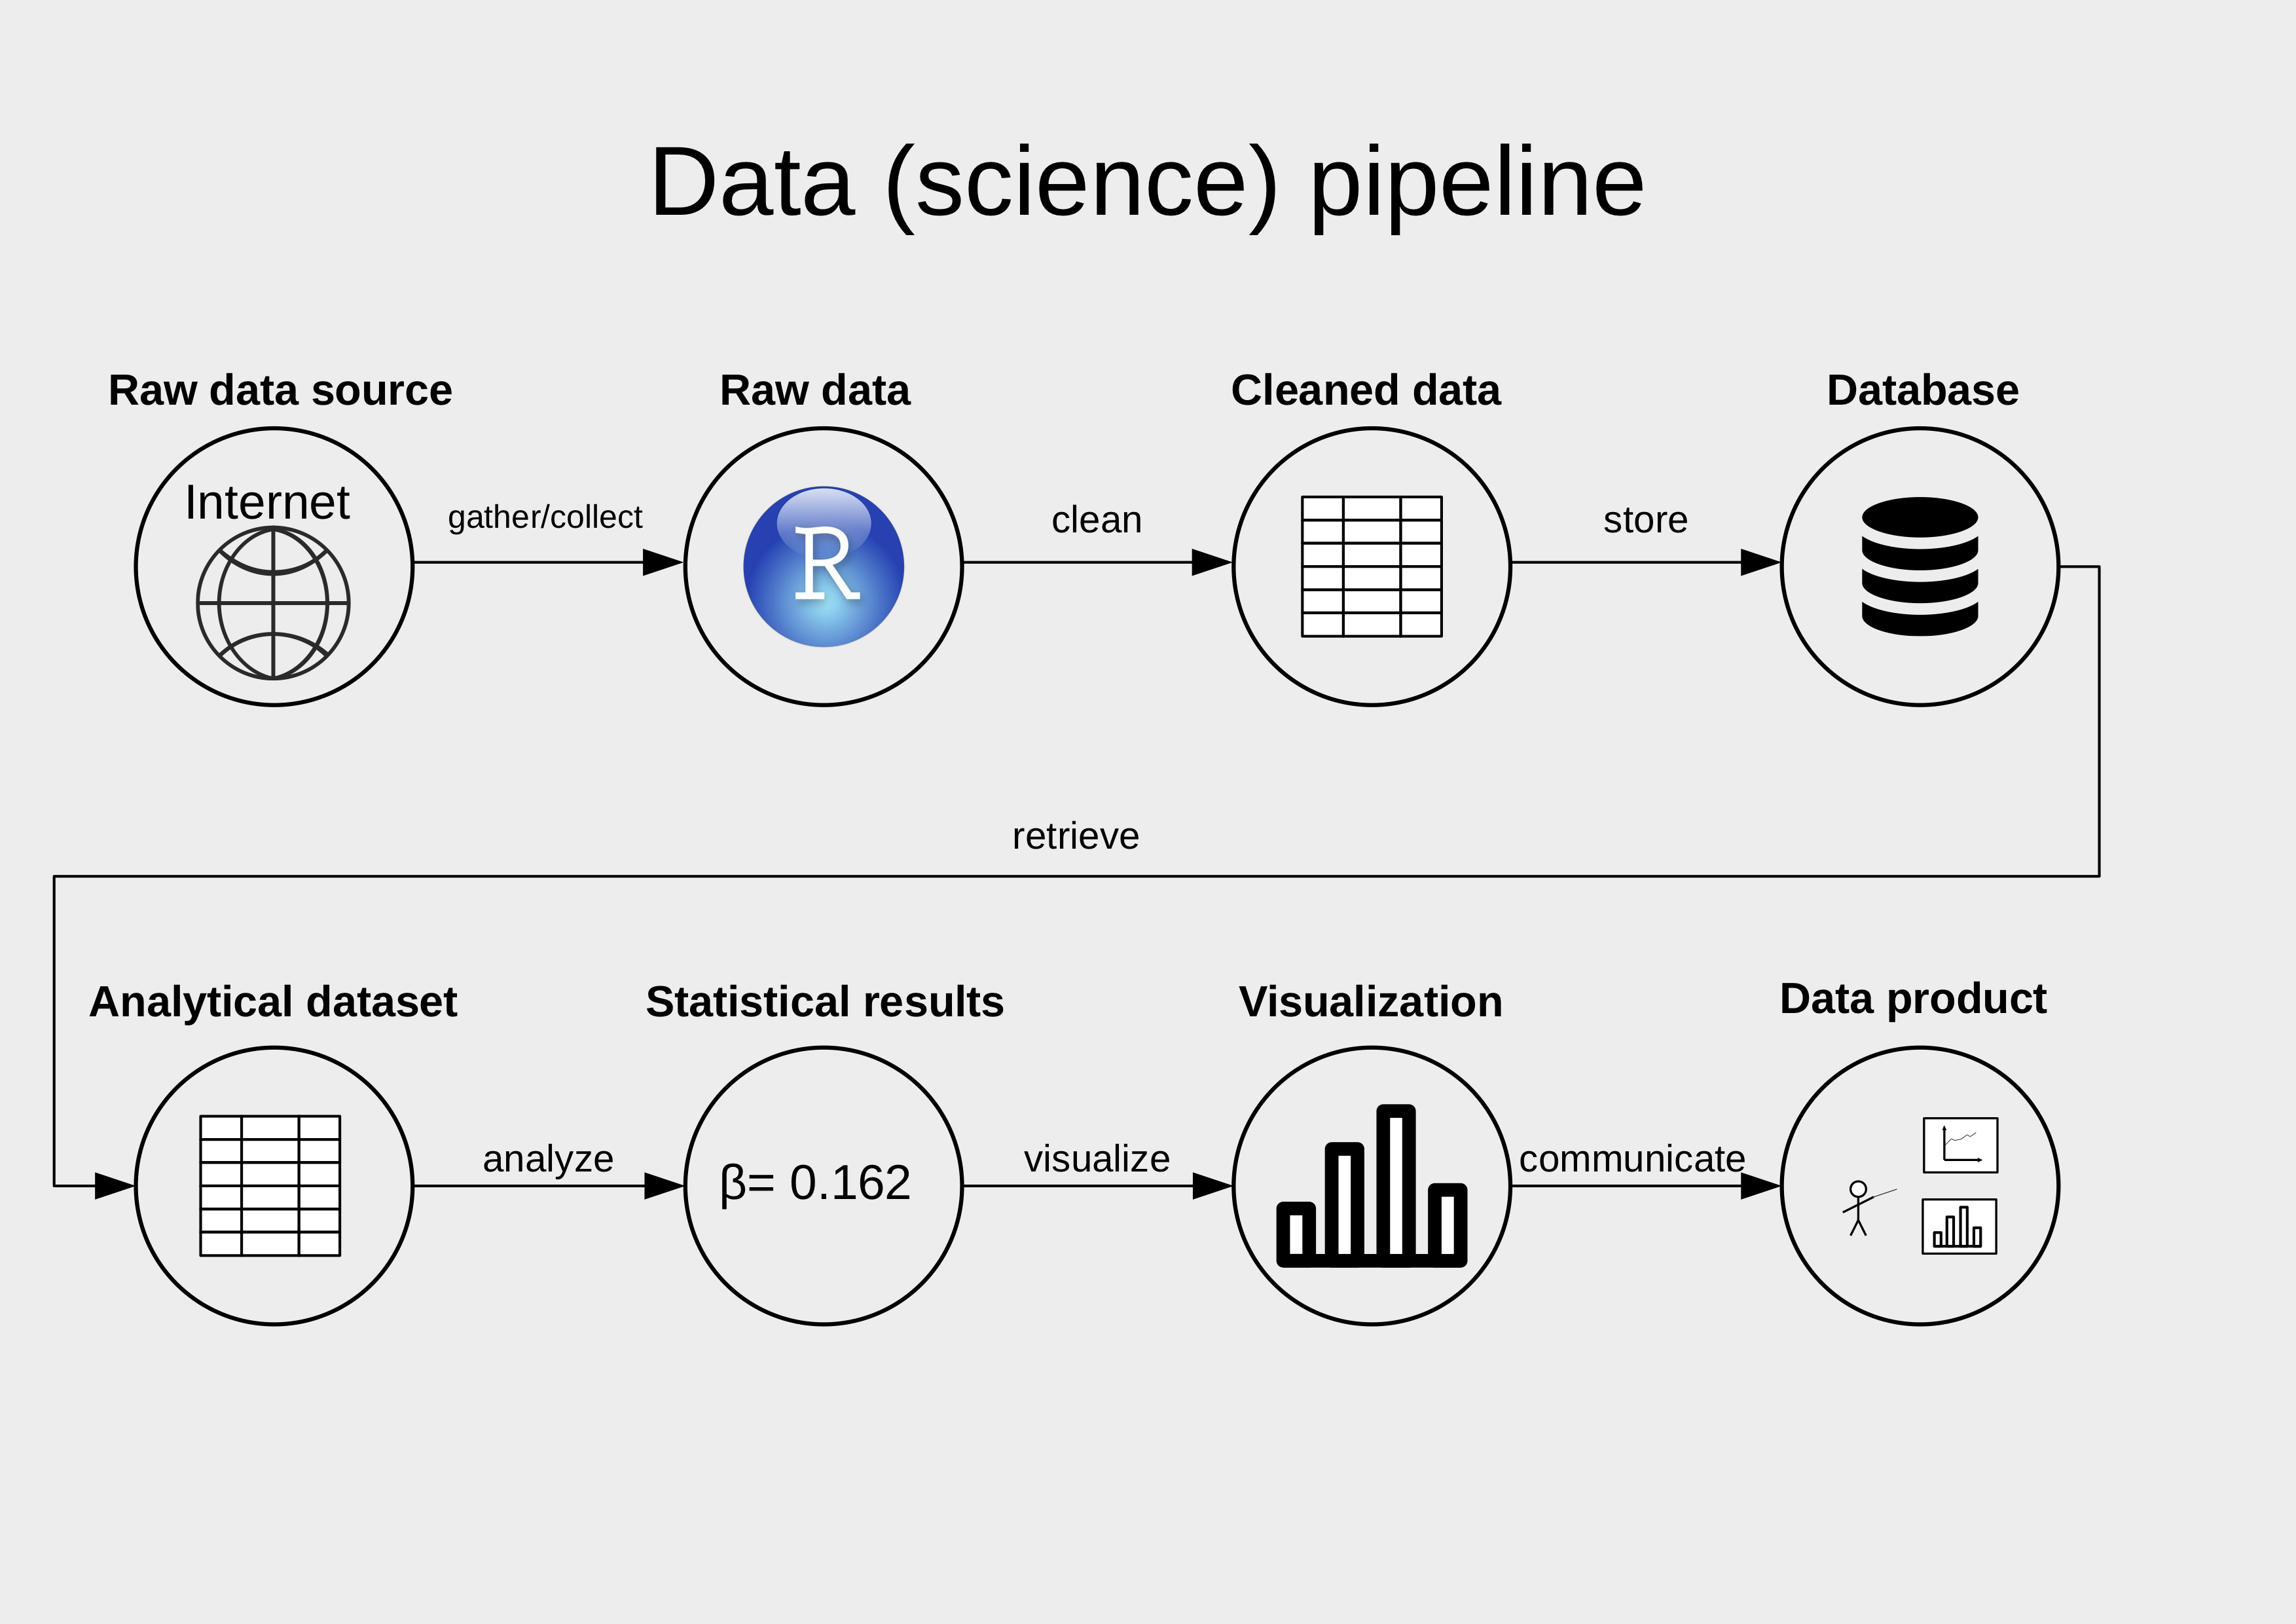 Data (science) pipeline
Raw data source
Raw data
Cleaned data
Database
Internet
gather/collect
R
clean
store
retrieve
Analytical dataset
Statistical results
Visualization
Data product
analyze
β= 0.162
visualize
communicate